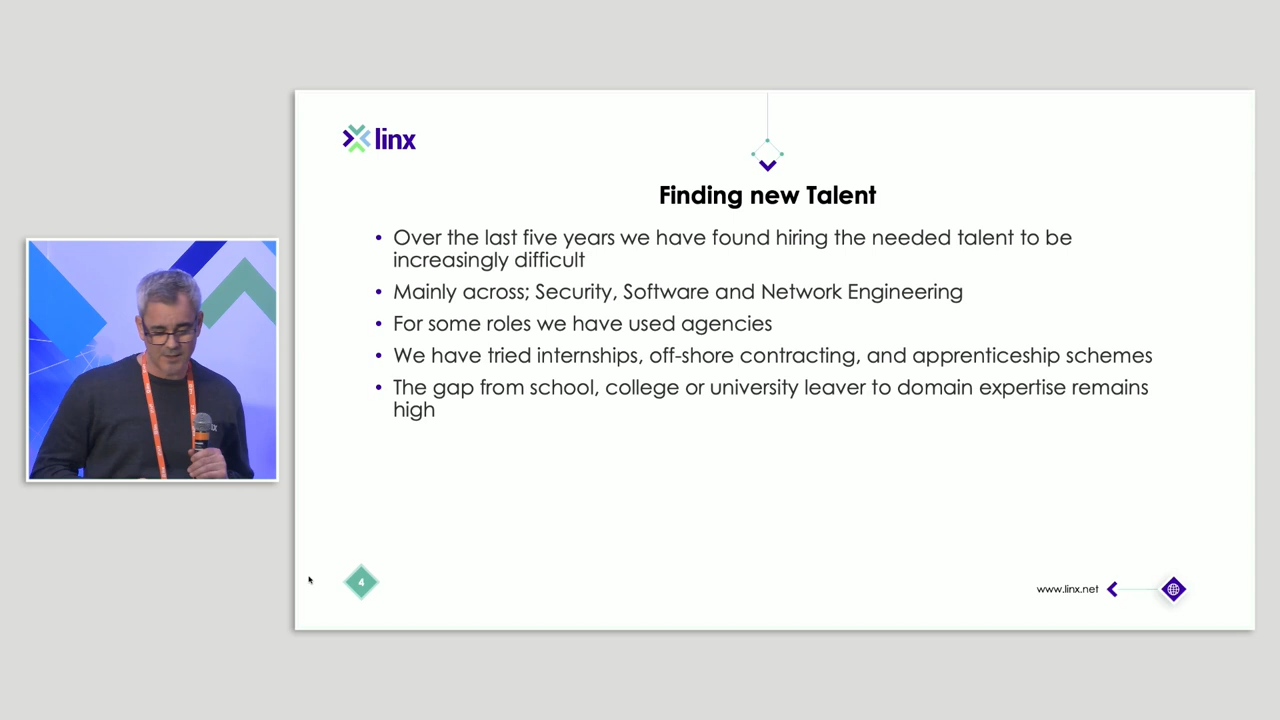 linx
Finding new Talent
• Over the last five years we have found hiring the needed talent to be
increasingly difficult
• Mainly across; Security, Software and Network Engineering
• For some roles we have used agencies
• We have tried internships, off-shore contracting, and apprenticeship schemes
• The gap from school, college or university leaver to domain expertise remains
high
4
www.linx.net